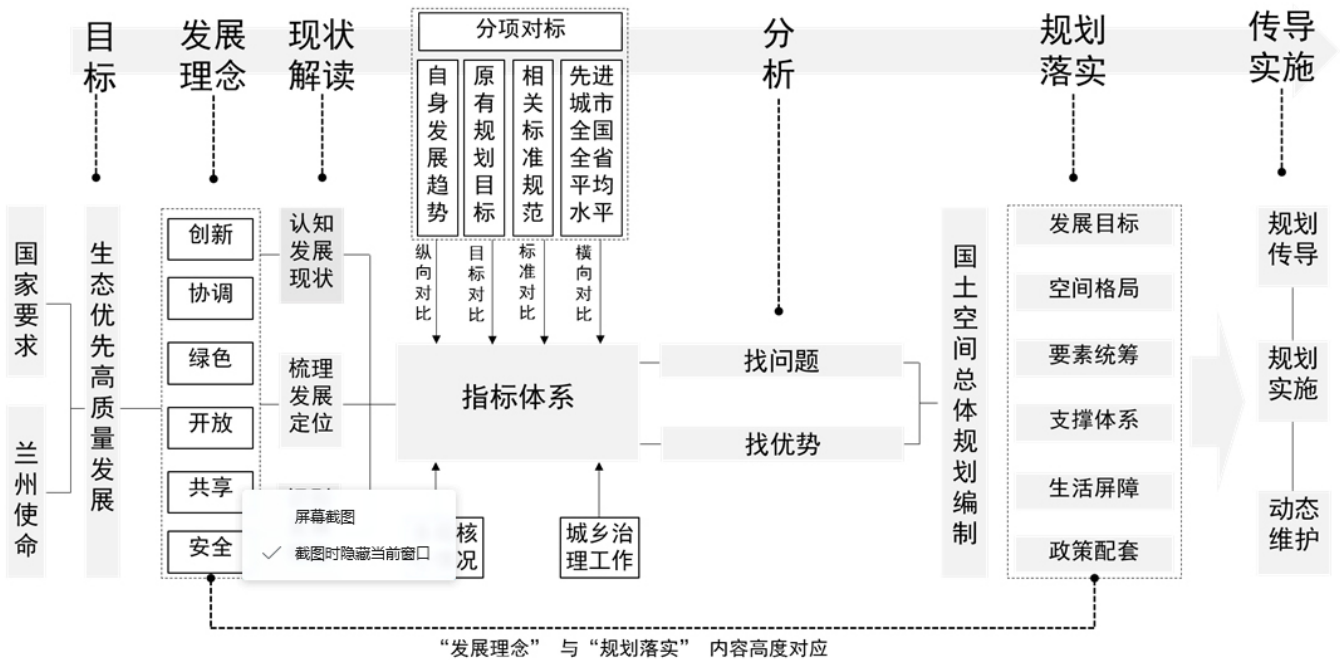 目标
发展理念
现状解读
分项对标
分析
规划落实
传导实施
自身发展趋势
原有规划目标
相关标准规范
先进城市全国全省平均水平
纵向对比
目标对比
标准对比
横向对比
国家要求
兰州使命
生态优先高质量发展
创新
协调
绿色
开放
共享
安全
认知发展现状
梳理发展定位
屏幕截图
截图时隐藏当前窗口
指标体系
核
况
城乡治理工作
找问题
找优势
国土空间总体规划编制
发展目标
空间格局
要素统筹
支撑体系
生活屏障
政策配套
规划传导
规划实施
动态维护
“发展理念” 与“规划落实” 内容高度对应